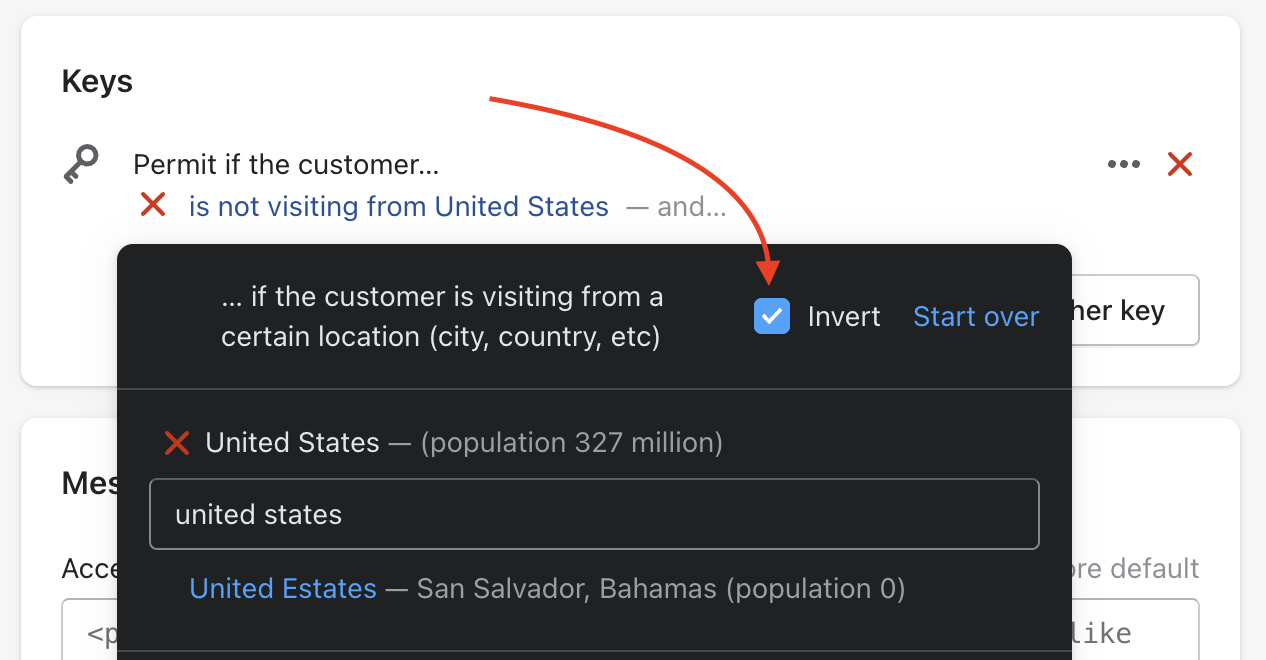 Keys
Permit if the customer...
is not visiting from United States — and...
... if the customer is visiting from a
certain location (city, country, etc)
Invert
Start over
her key
United States — (population 327 million)
Mes
united states
Acce
ore default
United Estates — San Salvador, Bahamas (population 0)
<p
like